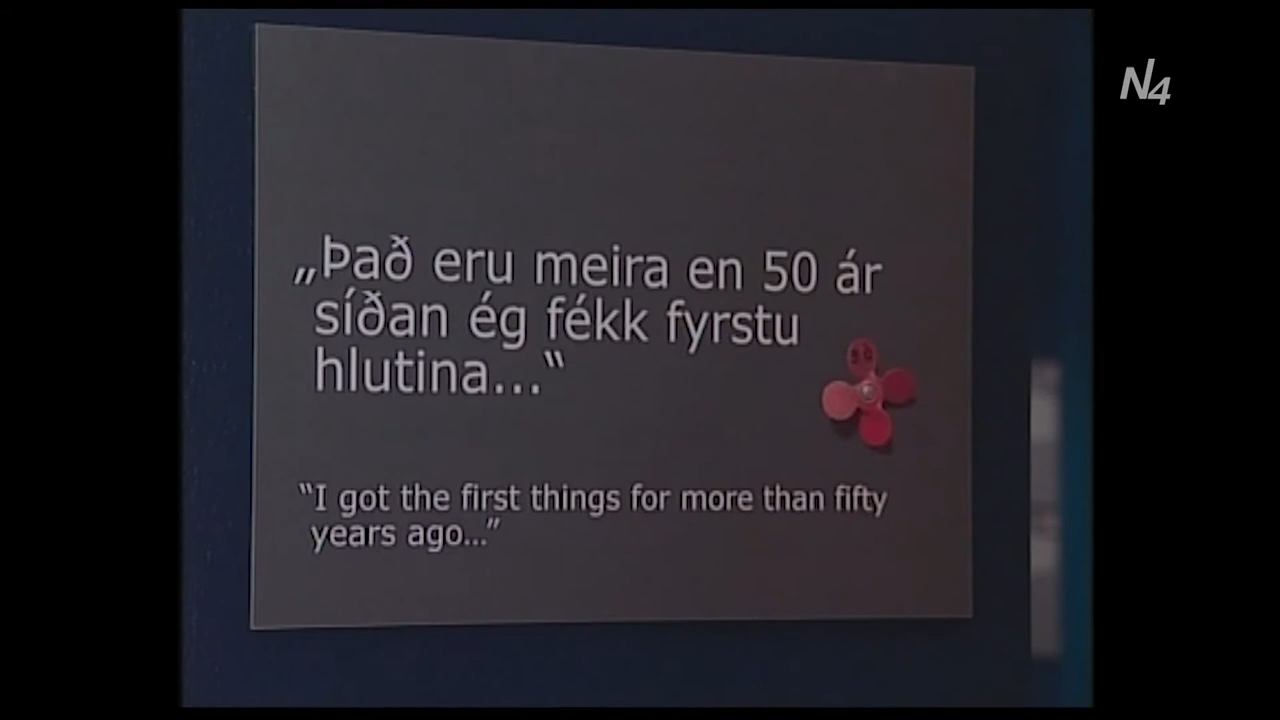 N4
„Það eru meira en 50 ár
síðan ég fékk fyrstu
hlutina...“
50
“I got the first things for more than fifty
years ago...”